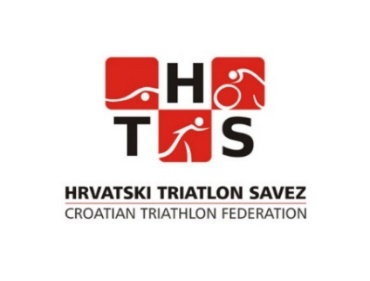 H
T S
HRVATSKI TRIATLON SAVEZ
CROATIAN TRIATHLON FEDERATION